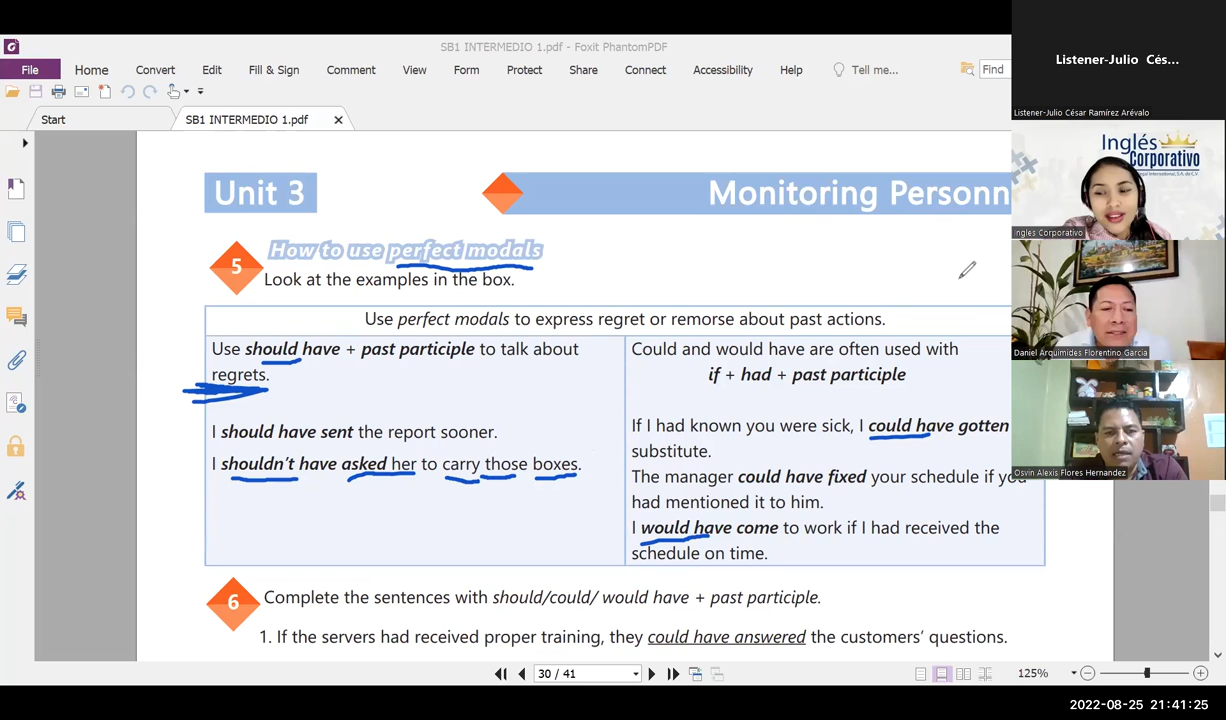 SB1 INTERMEDIO 1.pdf - Foxit PhantomPDF
File Home Convert Edit Fill & Sign Comment View Form Protect Share Connect Accessibility Help Tell me... Find
Start SB1 INTERMEDIO 1.pdf
Unit 3
Monitoring Personn
5 How to use perfect modals
Look at the examples in the box.
Use perfect modals to express regret or remorse about past actions.
Use should have + past participle to talk about
regrets.
I should have sent the report sooner.
I shouldn't have asked her to carry those boxes.
Could and would have are often used with
if + had + past participle
If I had known you were sick, I could have gotten
substitute.
The manager could have fixed your schedule if you
had mentioned it to him.
I would have come to work if I had received the
schedule on time.
6 Complete the sentences with should/could/ would have + past participle.
1. If the servers had received proper training, they could have answered the customers' questions.
30 / 41
125%
Listener-Julio Cés...
Listener-Julio César Ramírez Arévalo
Inglés
Corporativo
Ingles Corporativo
Daniel Arquimides Florentino Garcia
Osvin Alexis Flores Hernandez
2022-08-25 21:41:25